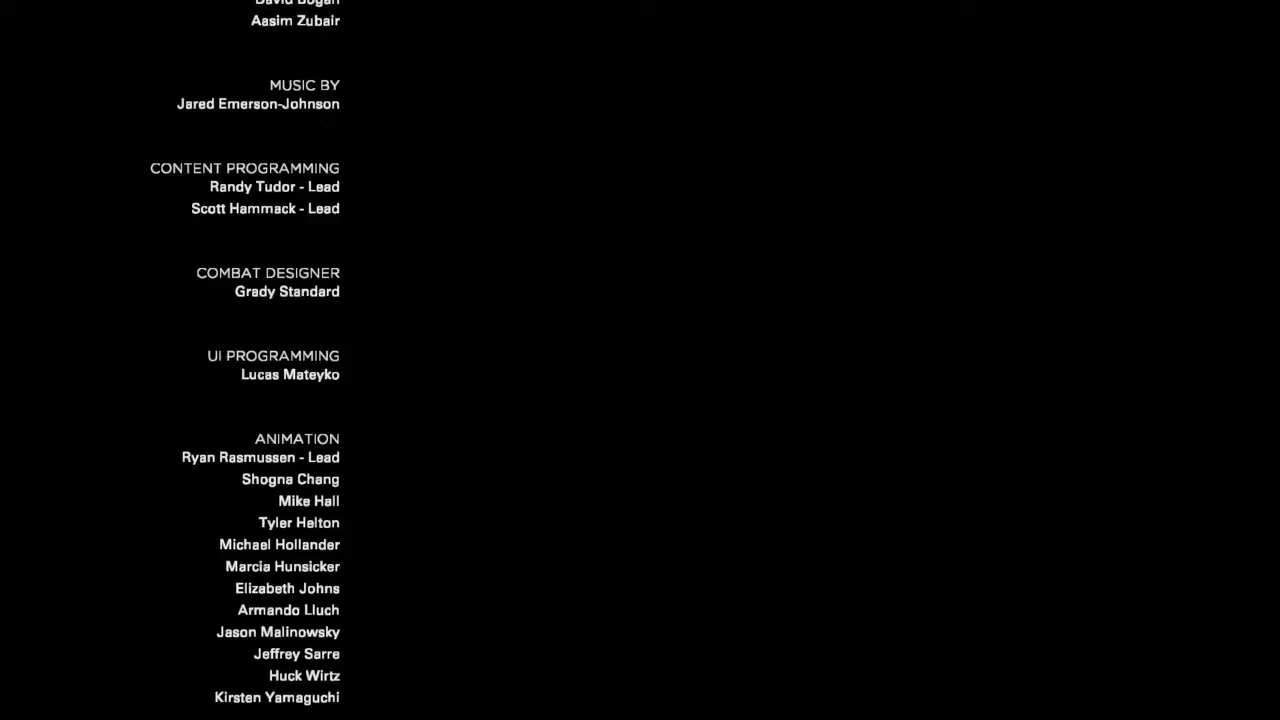 David Bogan
Aasim Zubair
MUSIC BY
Jared Emerson-Johnson
CONTENT PROGRAMMING
Randy Tudor - Lead
Scott Hammack - Lead
COMBAT DESIGNER
Grady Standard
UI PROGRAMMING
Lucas Mateyko
ANIMATION
Ryan Rasmussen - Lead
Shogna Chang
Mike Hall
Tyler Helton
Michael Hollander
Marcia Hunsicker
Elizabeth Johns
Armando Lluch
Jason Malinowsky
Jeffrey Sarre
Huck Wirtz
Kirsten Yamaguchi